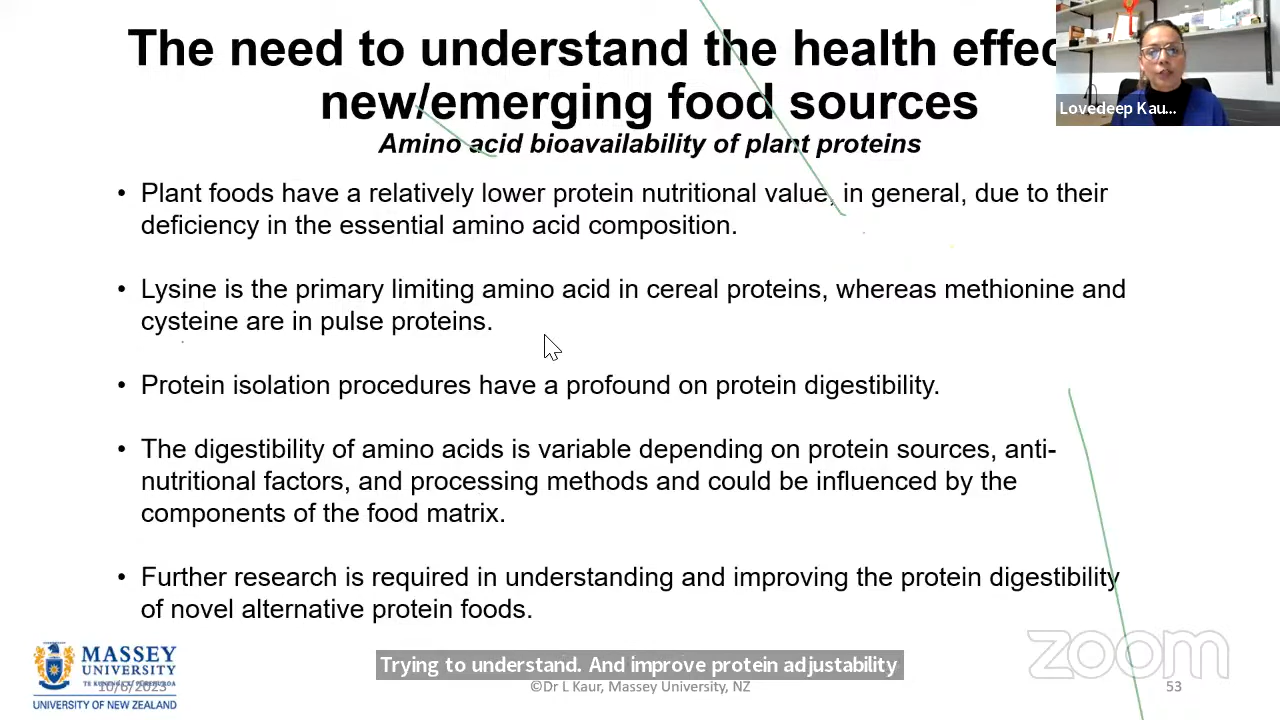 The need to understand the health effec
new/emerging food sources
Amino acid bioavailability of plant proteins
Lovedeep Kau...
• Plant foods have a relatively lower protein nutritional value, in general, due to their
deficiency in the essential amino acid composition.
• Lysine is the primary limiting amino acid in cereal proteins, whereas methionine and
cysteine are in pulse proteins.
• Protein isolation procedures have a profound on protein digestibility.
• The digestibility of amino acids is variable depending on protein sources, anti-
nutritional factors, and processing methods and could be influenced by the
components of the food matrix.
• Further research is required in understanding and improving the protein digestibility
of novel alternative protein foods.
Trying to understand. And improve protein adjustability
zoom
MASSEY
UNIVERSITY
TE KUNENGA KI PŪREHUROA
UNIVERSITY OF NEW ZEALAND
10/6/2023
©Dr L Kaur, Massey University, NZ
53